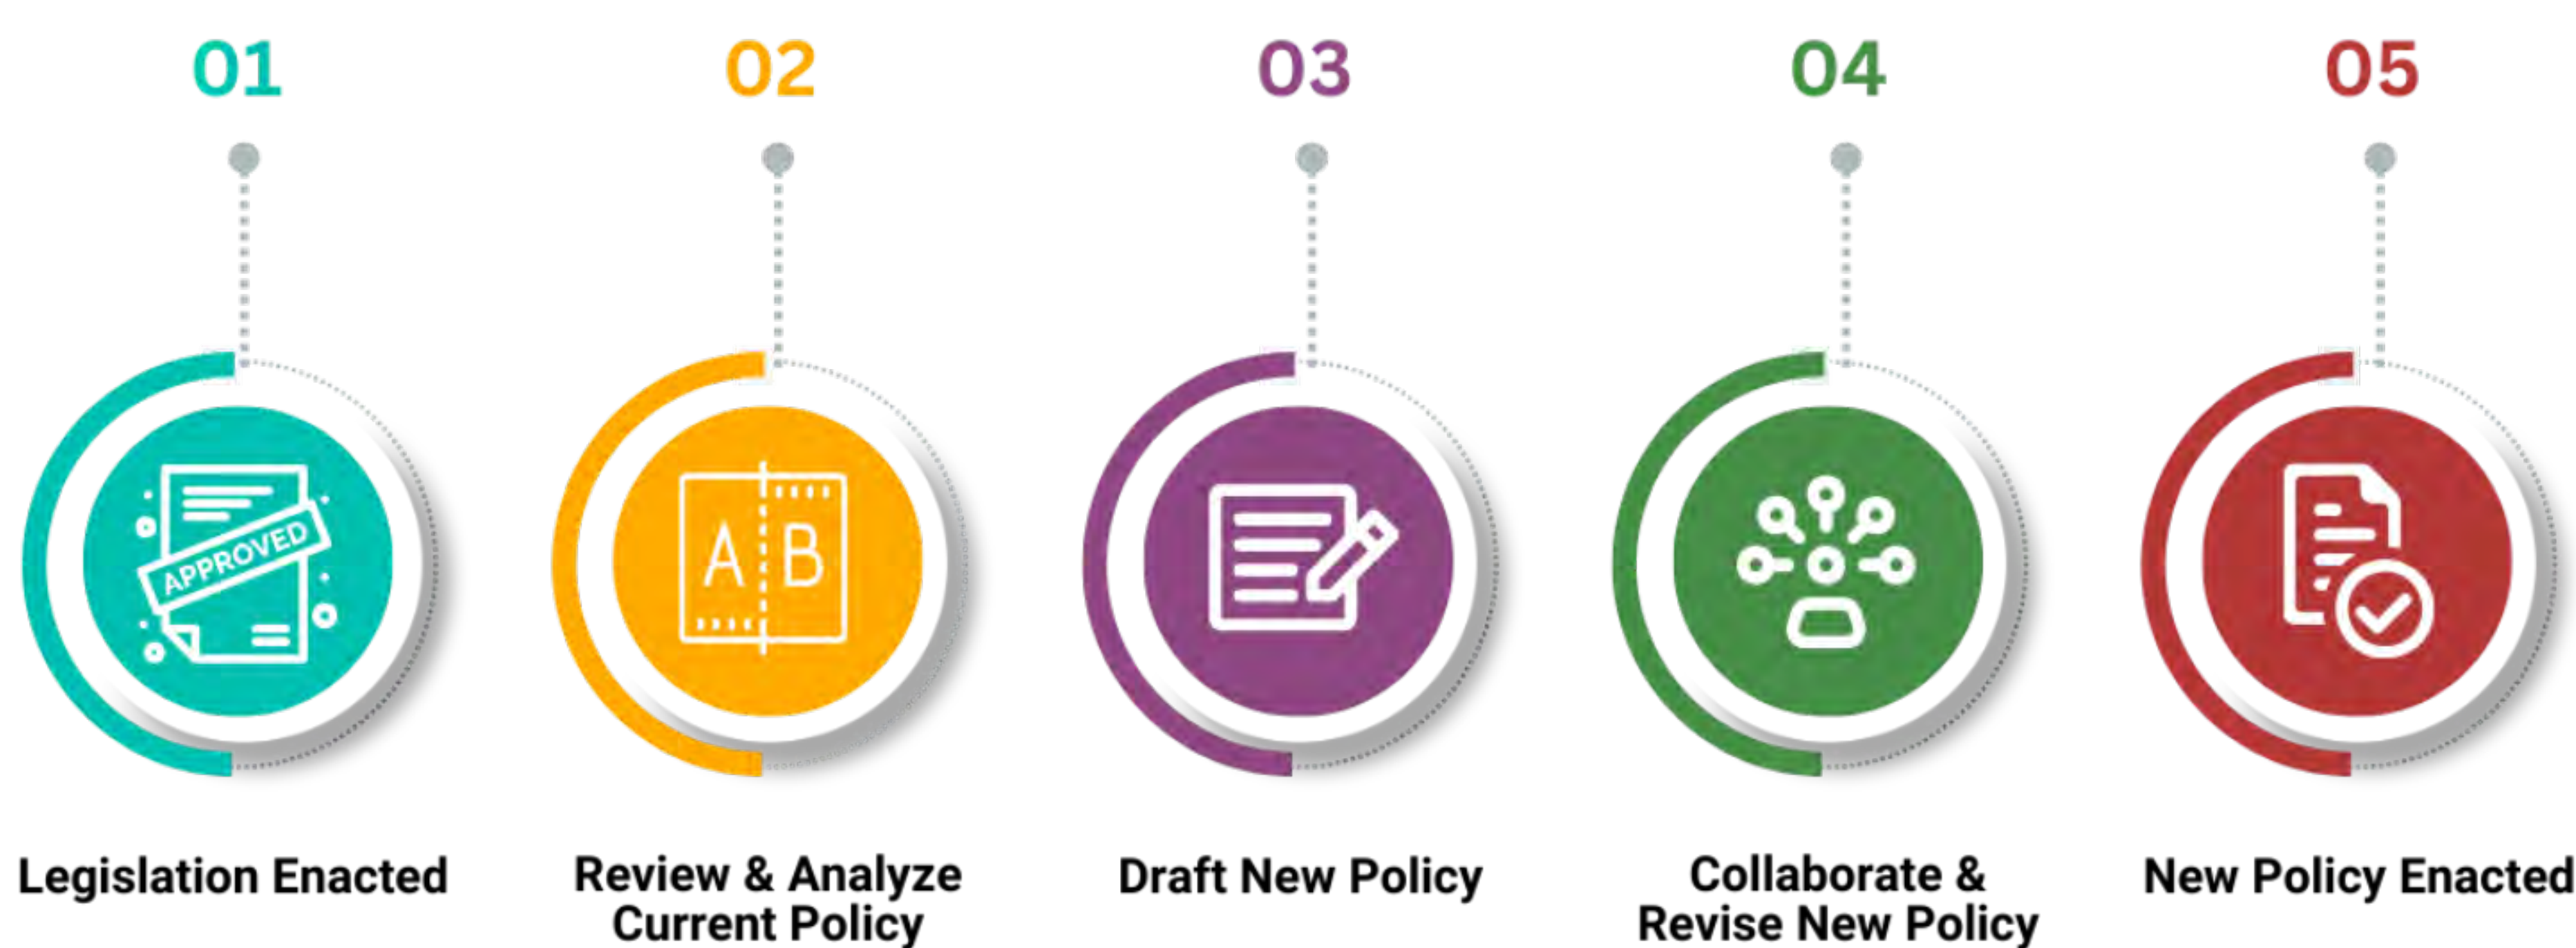 01
02
03
04
05
APPROVED
A
B
Legislation Enacted
Review & Analyze
Current Policy
Draft New Policy
Collaborate &
Revise New Policy
New Policy Enacted